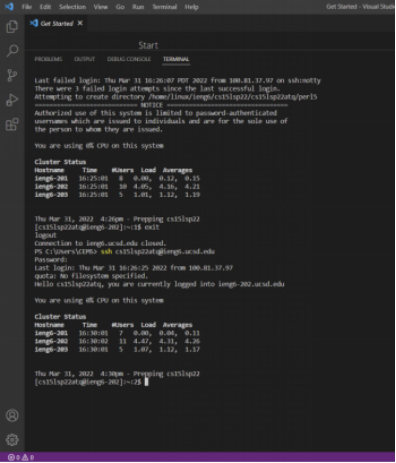 File Edit Selection View Go Run Terminal Help
Get Started - Visual Studi
Get Started ×
Start
PROBLEMS OUTPUT DEBUG CONSOLE TERMINAL
Last failed login: Thu Mar 31 16:26:07 PDT 2022 from 100.81.37.97 on ssh:notty
There were 3 failed login attempts since the last successful login.
Attempting to create directory /home/linux/ieng6/cs15lsp22/cs15lsp22atq/perl5
================================ NOTICE ================================
Authorized use of this system is limited to password-authenticated
usernames which are issued to individuals and are for the sole use of
the person to whom they are issued.
You are using 0% CPU on this system
Cluster Status
Hostname Time #Users Load Averages
ieng6-201 16:25:01 8 0.00, 0.12, 0.15
ieng6-202 16:25:01 10 4.05, 4.16, 4.21
ieng6-203 16:25:01 5 1.01, 1.12, 1.19
Thu Mar 31, 2022 4:26pm - Prepping cs15lsp22
[cs15lsp22atq@ieng6-202]:~:1$ exit
logout
Connection to ieng6.ucsd.edu closed.
PS C:\Users\CIPS> ssh cs15lsp22atq@ieng6.ucsd.edu
Password:
Last login: Thu Mar 31 16:26:25 2022 from 100.81.37.97
quota: No filesystem specified.
Hello cs15lsp22atq, you are currently logged into ieng6-202.ucsd.edu
You are using 0% CPU on this system
Cluster Status
Hostname Time #Users Load Averages
ieng6-201 16:30:01 7 0.00, 0.04, 0.11
ieng6-202 16:30:02 11 4.47, 4.31, 4.26
ieng6-203 16:30:01 5 1.07, 1.12, 1.17
Thu Mar 31, 2022 4:30pm - Prepping cs15lsp22
[cs15lsp22atq@ieng6-202]:~:2$
0 0